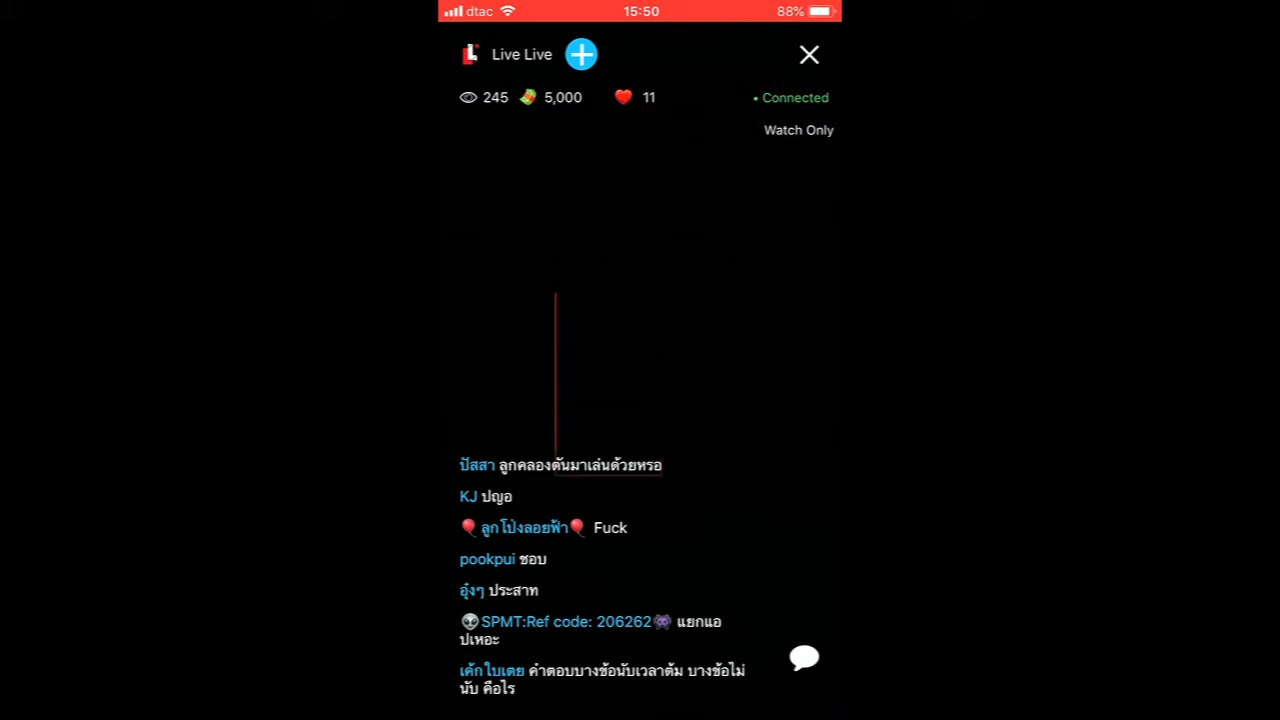 dtac 15:50 88%
Live Live
245 5,000 11 • Connected
Watch Only
ปัสสา ลูกคลองตันมาเล่นด้วยหรอ
KJ ปญอ
🎈ลูกโป่งลอยฟ้า🎈 Fuck
pookpui ชอบ
อุ๋งๆ ประสาท
👽SPMT:Ref code: 206262👾 แยกแอ
ปเหอะ
เค้กใบเตย คำตอบบางข้อนับเวลาต้ม บางข้อไม่
นับ คือไร